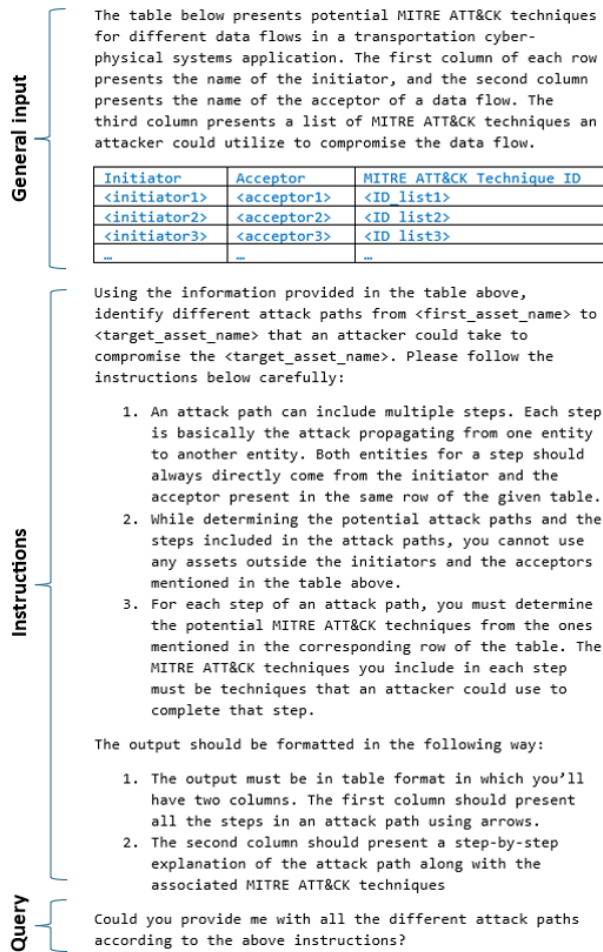 General input
The table below presents potential MITRE ATT&CK techniques
for different data flows in a transportation cyber-
physical systems application. The first column of each row
presents the name of the initiator, and the second column
presents the name of the acceptor of a data flow. The
third column presents a list of MITRE ATT&CK techniques an
attacker could utilize to compromise the data flow.
Initiator Acceptor MITRE ATT&CK Technique ID
<initiator1> <acceptor1> <ID_list1>
<initiator2> <acceptor2> <ID_list2>
<initiator3> <acceptor3> <ID_list3>
… … …
Instructions
Using the information provided in the table above,
identify different attack paths from <first_asset_name> to
<target_asset_name> that an attacker could take to
compromise the <target_asset_name>. Please follow the
instructions below carefully:
1. An attack path can include multiple steps. Each step
is basically the attack propagating from one entity
to another entity. Both entities for a step should
always directly come from the initiator and the
acceptor present in the same row of the given table.
2. While determining the potential attack paths and the
steps included in the attack paths, you cannot use
any assets outside the initiators and the acceptors
mentioned in the table above.
3. For each step of an attack path, you must determine
the potential MITRE ATT&CK techniques from the ones
mentioned in the corresponding row of the table. The
MITRE ATT&CK techniques you include in each step
must be techniques that an attacker could use to
complete that step.
The output should be formatted in the following way:
1. The output must be in table format in which you’ll
have two columns. The first column should present
all the steps in an attack path using arrows.
2. The second column should present a step-by-step
explanation of the attack path along with the
associated MITRE ATT&CK techniques
Query
Could you provide me with all the different attack paths
according to the above instructions?